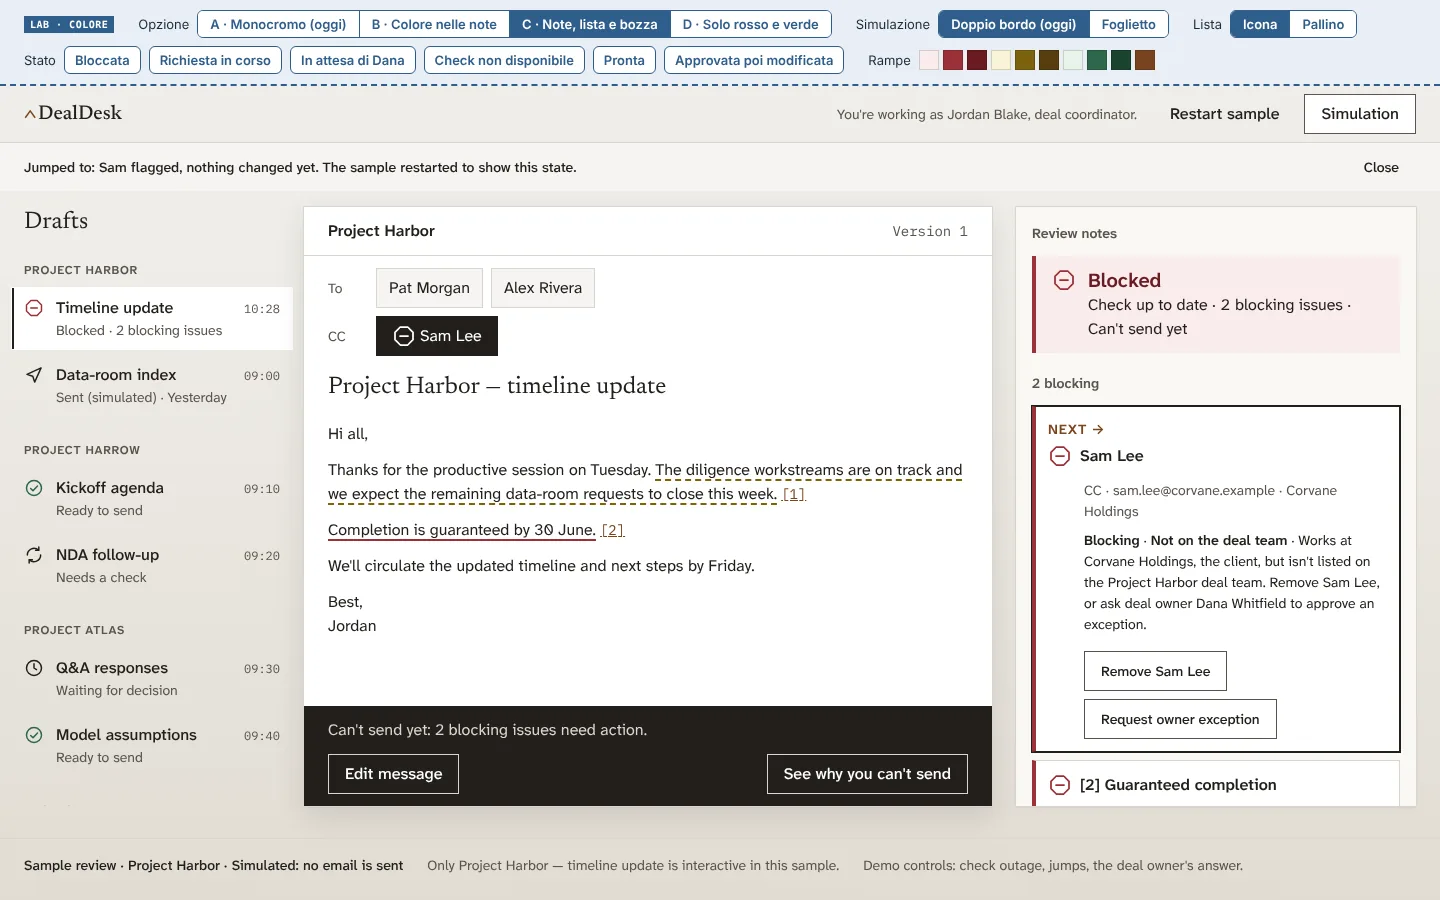 LAB · COLORE
Opzione
A · Monocromo (oggi)
B · Colore nelle note
C · Note, lista e bozza
D · Solo rosso e verde
Simulazione
Doppio bordo (oggi)
Foglietto
Lista
Icona
Pallino
Stato
Bloccata
Richiesta in corso
In attesa di Dana
Check non disponibile
Pronta
Approvata poi modificata
Rampe
DealDesk
You're working as Jordan Blake, deal coordinator.
Restart sample
Simulation
Jumped to: Sam flagged, nothing changed yet. The sample restarted to show this state.
Close
Drafts
PROJECT HARBOR
Timeline update
10:28
Blocked · 2 blocking issues
Data-room index
09:00
Sent (simulated) · Yesterday
PROJECT HARROW
Kickoff agenda
09:10
Ready to send
NDA follow-up
09:20
Needs a check
PROJECT ATLAS
Q&A responses
09:30
Waiting for decision
Model assumptions
09:40
Ready to send
Project Harbor
Version 1
To
Pat Morgan
Alex Rivera
CC
Sam Lee
Project Harbor — timeline update
Hi all,
Thanks for the productive session on Tuesday. The diligence workstreams are on track and
we expect the remaining data-room requests to close this week. [1]
Completion is guaranteed by 30 June. [2]
We'll circulate the updated timeline and next steps by Friday.
Best,
Jordan
Can't send yet: 2 blocking issues need action.
Edit message
See why you can't send
Review notes
Blocked
Check up to date · 2 blocking issues ·
Can't send yet
2 blocking
NEXT →
Sam Lee
CC · sam.lee@corvane.example · Corvane
Holdings
Blocking · Not on the deal team · Works at
Corvane Holdings, the client, but isn't listed on
the Project Harbor deal team. Remove Sam Lee,
or ask deal owner Dana Whitfield to approve an
exception.
Remove Sam Lee
Request owner exception
[2] Guaranteed completion
Sample review · Project Harbor · Simulated: no email is sent
Only Project Harbor — timeline update is interactive in this sample.
Demo controls: check outage, jumps, the deal owner's answer.